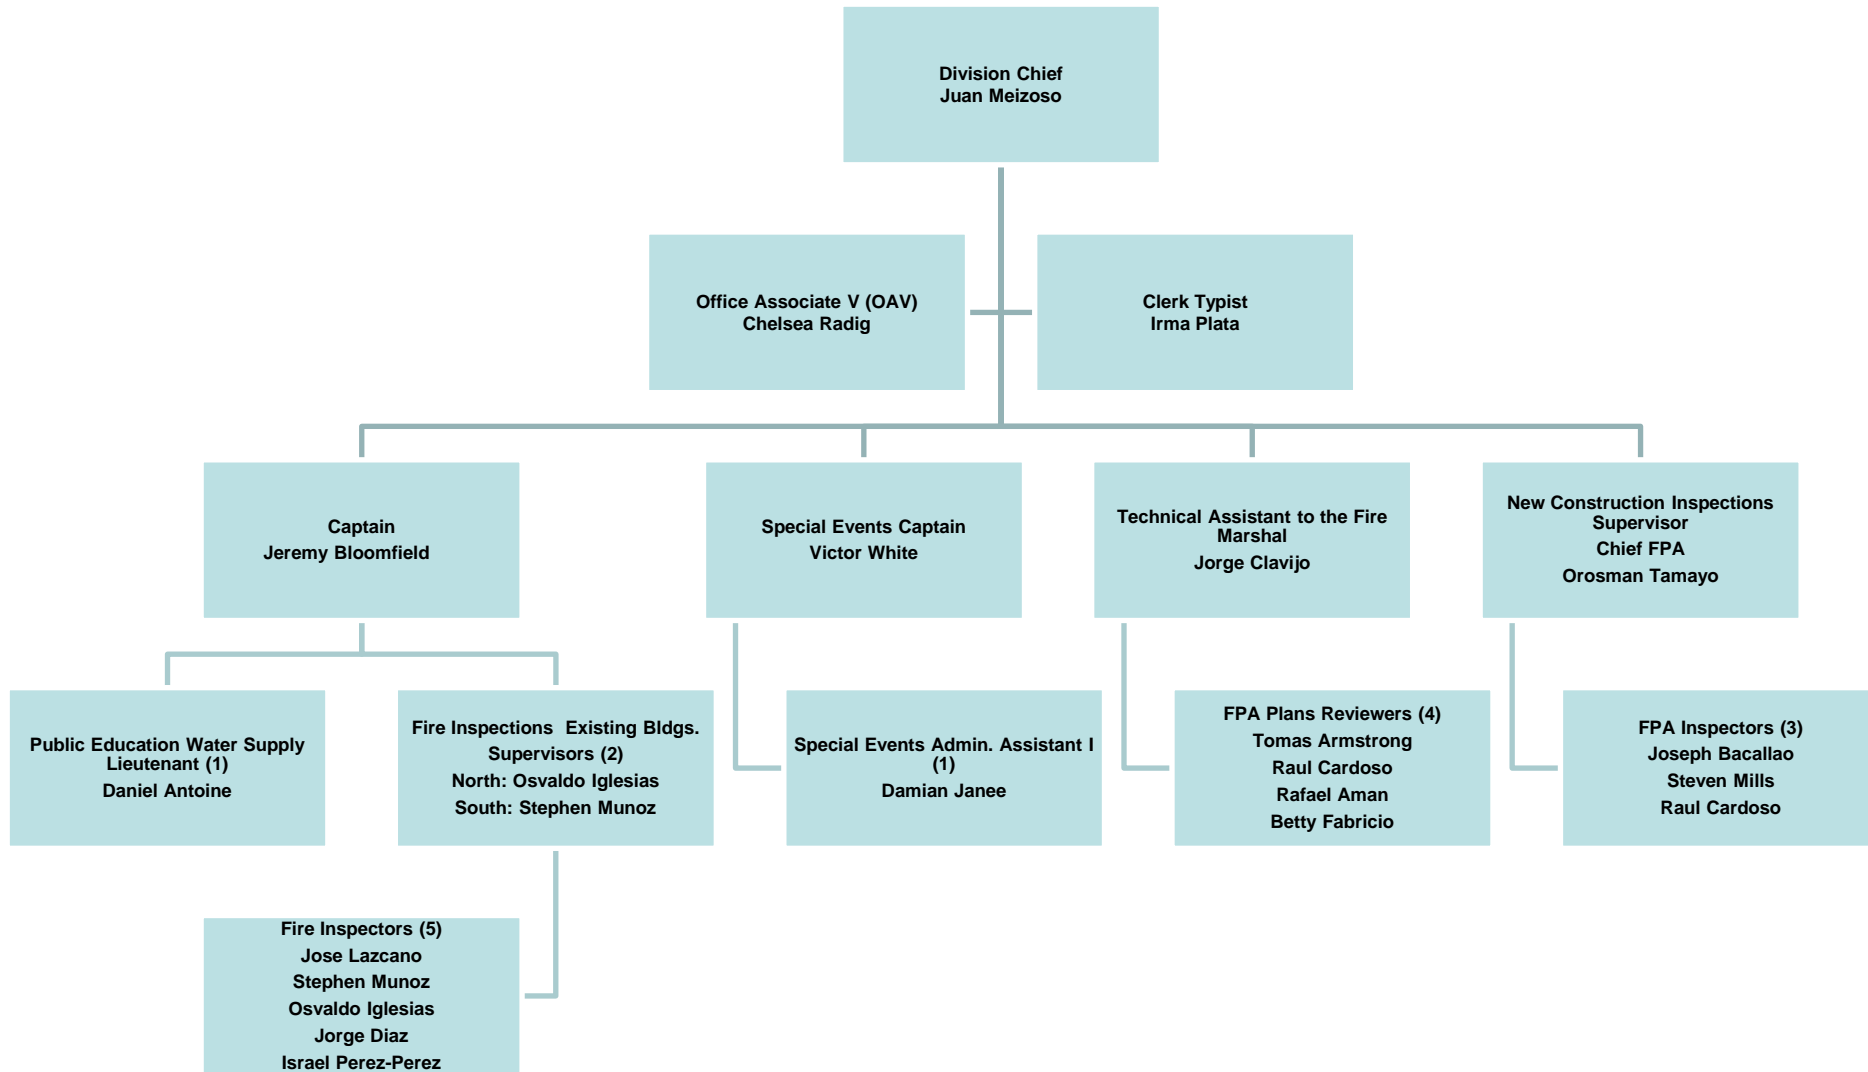 Division Chief
Juan Meizoso
Office Associate V (OAV)
Chelsea Radig
Clerk Typist
Irma Plata
Captain
Jeremy Bloomfield
Special Events Captain
Victor White
Technical Assistant to the Fire
Marshal
Jorge Clavijo
New Construction Inspections
Supervisor
Chief FPA
Orosman Tamayo
Public Education Water Supply
Lieutenant (1)
Daniel Antoine
Fire Inspections Existing Bldgs.
Supervisors (2)
North: Osvaldo Iglesias
South: Stephen Munoz
Special Events Admin. Assistant I
(1)
Damian Janee
FPA Plans Reviewers (4)
Tomas Armstrong
Raul Cardoso
Rafael Aman
Betty Fabricio
FPA Inspectors (3)
Joseph Bacallao
Steven Mills
Raul Cardoso
Fire Inspectors (5)
Jose Lazcano
Stephen Munoz
Osvaldo Iglesias
Jorge Diaz
Israel Perez-Perez